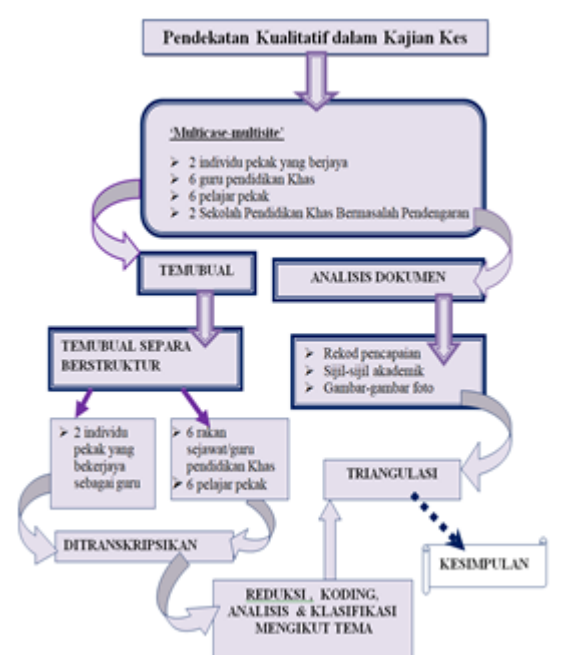 Pendekatan Kualitatif dalam Kajian Kes
'Multicase-multisite'
➢ 2 individu pekak yang berjaya
➢ 6 guru pendidikan Khas
➢ 6 pelajar pekak
➢ 2 Sekolah Pendidikan Khas Bermasalah Pendengaran
TEMUBUAL
ANALISIS DOKUMEN
TEMUBUAL SEPARA
BERSTRUKTUR
➢ Rekod pencapaian
➢ Sijil-sijil akademik
➢ Gambar-gambar foto
➢ 2 individu
pekak yang
bekerjaya
sebagai guru
➢ 6 rakan
sejawat/guru
pendidikan Khas
➢ 6 pelajar pekak
TRIANGULASI
DITRANSKRIPSIKAN
KESIMPULAN
REDUKSI , KODING,
ANALISIS & KLASIFIKASI
MENGIKUT TEMA